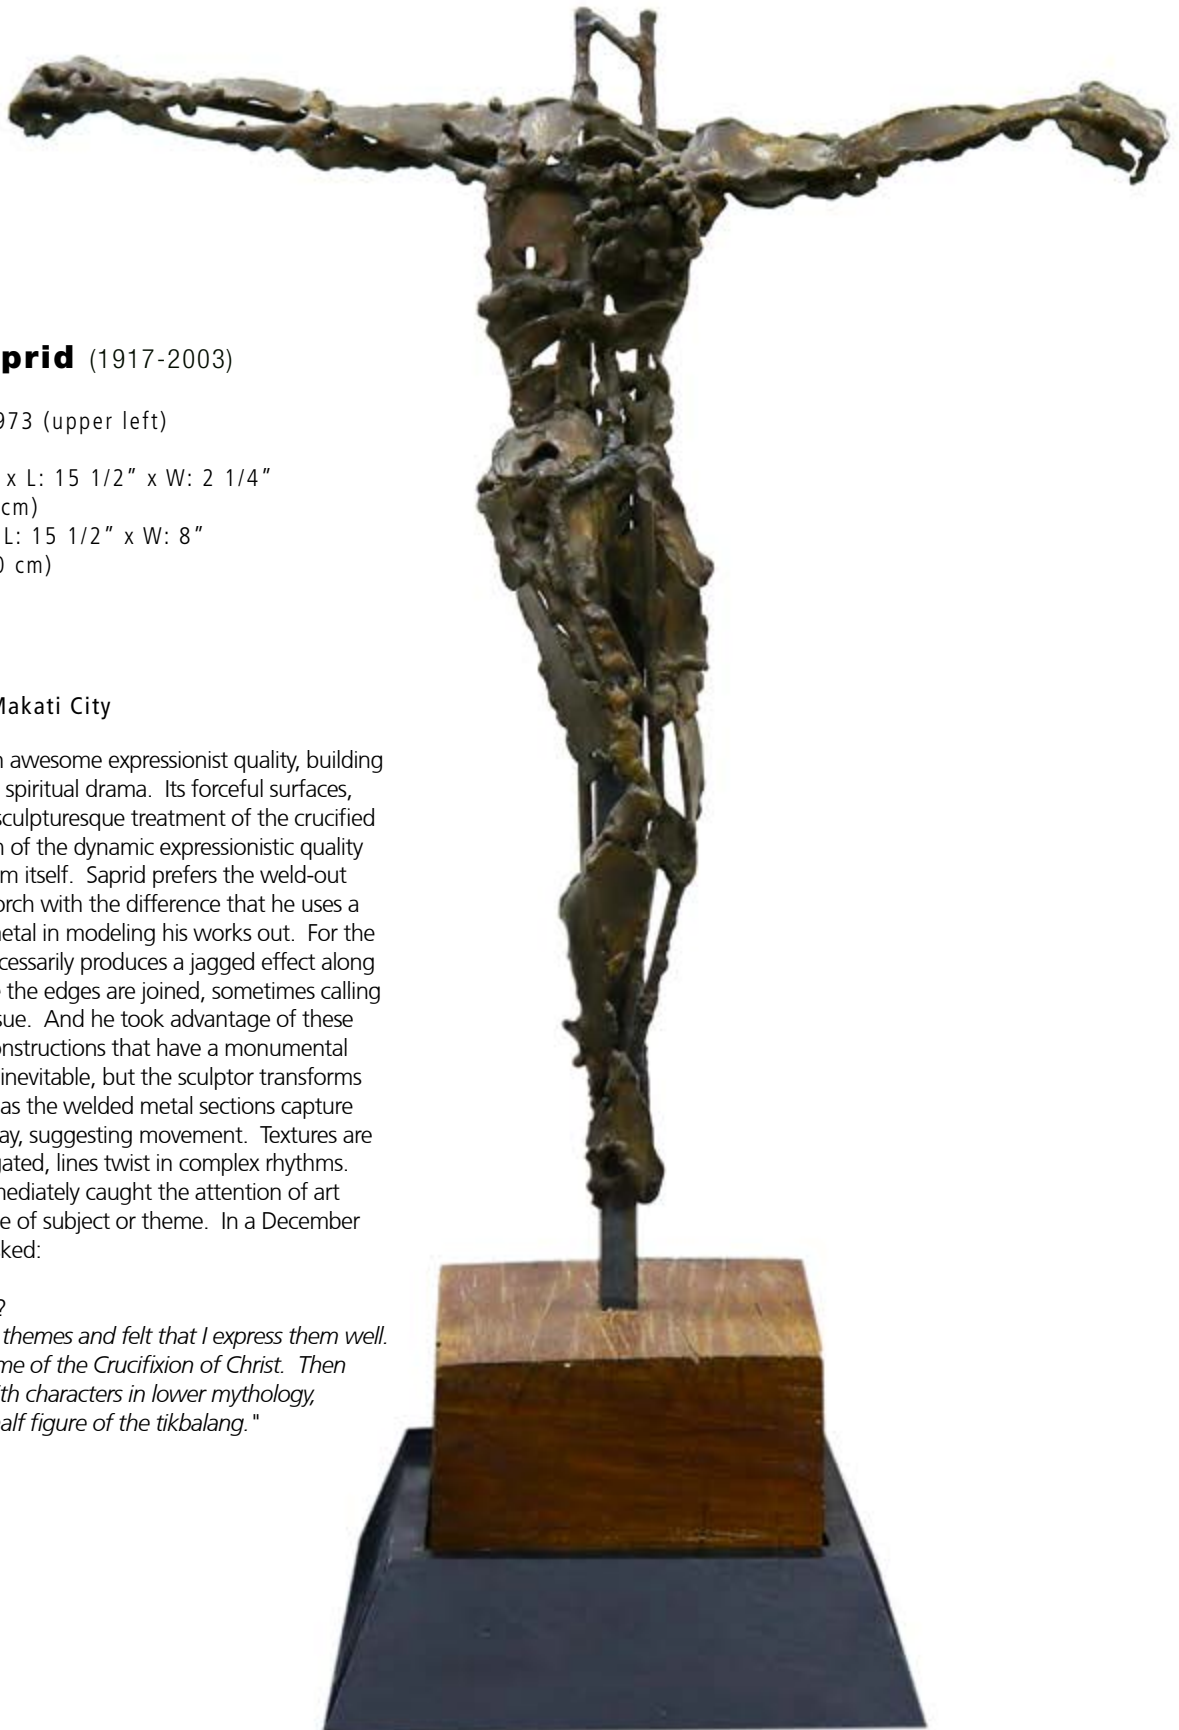 prid (1917-2003)
973 (upper left)
x L: 15 1/2″ x W: 2 1/4″
cm)
L: 15 1/2″ x W: 8″
0 cm)
Makati City
n awesome expressionist quality, building
spiritual drama. Its forceful surfaces,
sculpturesque treatment of the crucified
n of the dynamic expressionistic quality
m itself. Saprid prefers the weld-out
orch with the difference that he uses a
metal in modeling his works out. For the
cessarily produces a jagged effect along
e the edges are joined, sometimes calling
sue. And he took advantage of these
onstructions that have a monumental
inevitable, but the sculptor transforms
as the welded metal sections capture
ay, suggesting movement. Textures are
gated, lines twist in complex rhythms.
mediately caught the attention of art
e of subject or theme. In a December
ked:
?
themes and felt that I express them well.
me of the Crucifixion of Christ. Then
ith characters in lower mythology,
alf figure of the tikbalang."